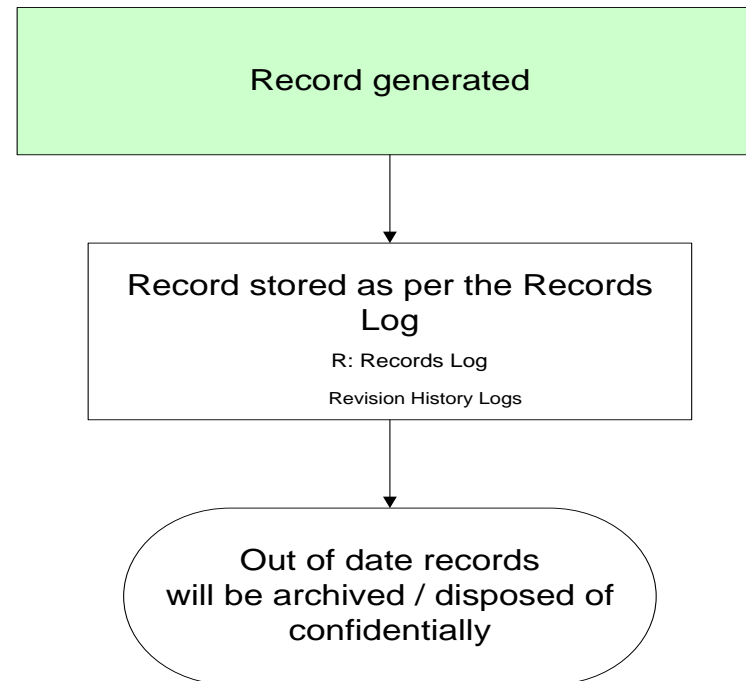 Record generated
Record stored as per the Records
Log
R: Records Log
Revision History Logs
Out of date records
will be archived / disposed of
confidentially